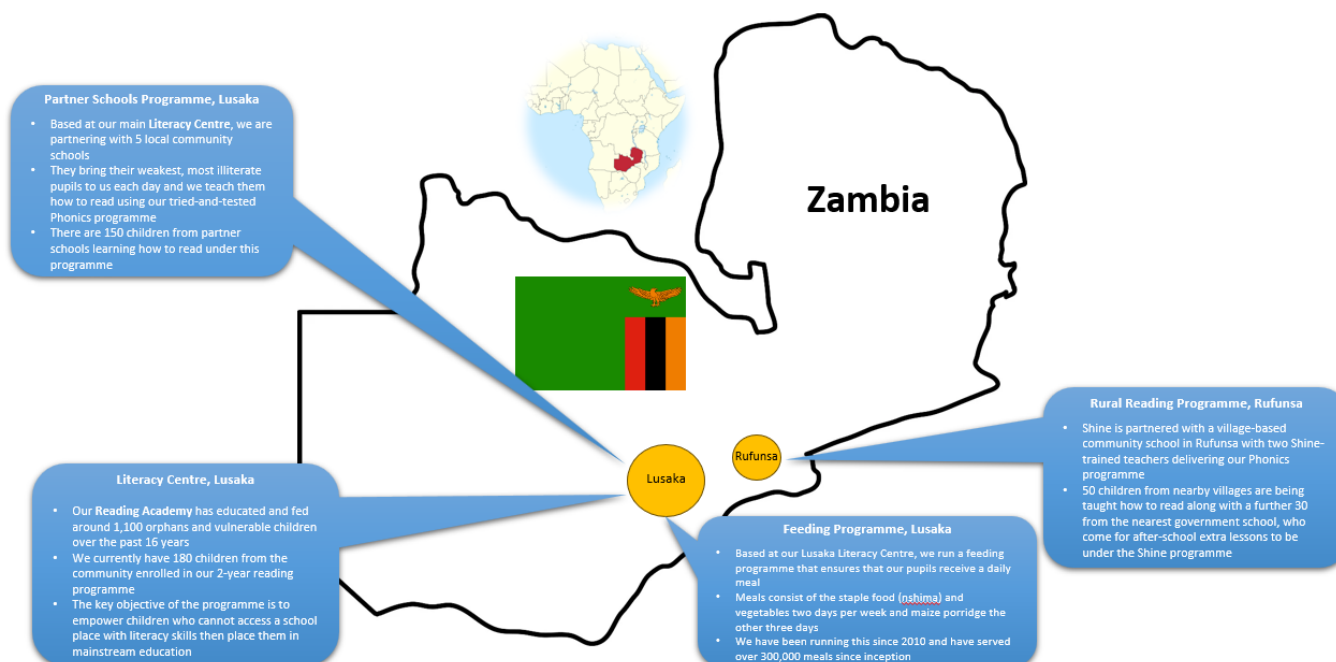 Partner Schools Programme, Lusaka
• Based at our main Literacy Centre, we are
partnering with 5 local community
schools
• They bring their weakest, most illiterate
pupils to us each day and we teach them
how to read using our tried-and-tested
Phonics programme
• There are 150 children from partner
schools learning how to read under this
programme
Zambia
Lusaka
Rufunsa
Rural Reading Programme, Rufunsa
• Shine is partnered with a village-based
community school in Rufunsa with two Shine-
trained teachers delivering our Phonics
programme
• 50 children from nearby villages are being
taught how to read along with a further 30
from the nearest government school, who
come for after-school extra lessons to be
under the Shine programme
Literacy Centre, Lusaka
• Our Reading Academy has educated and fed
around 1,100 orphans and vulnerable children
over the past 16 years
• We currently have 180 children from the
community enrolled in our 2-year reading
programme
• The key objective of the programme is to
empower children who cannot access a school
place with literacy skills then place them in
mainstream education
Feeding Programme, Lusaka
• Based at our Lusaka Literacy Centre, we run a feeding
programme that ensures that our pupils receive a daily
meal
• Meals consist of the staple food (nshima) and
vegetables two days per week and maize porridge the
other three days
• We have been running this since 2010 and have served
over 300,000 meals since inception